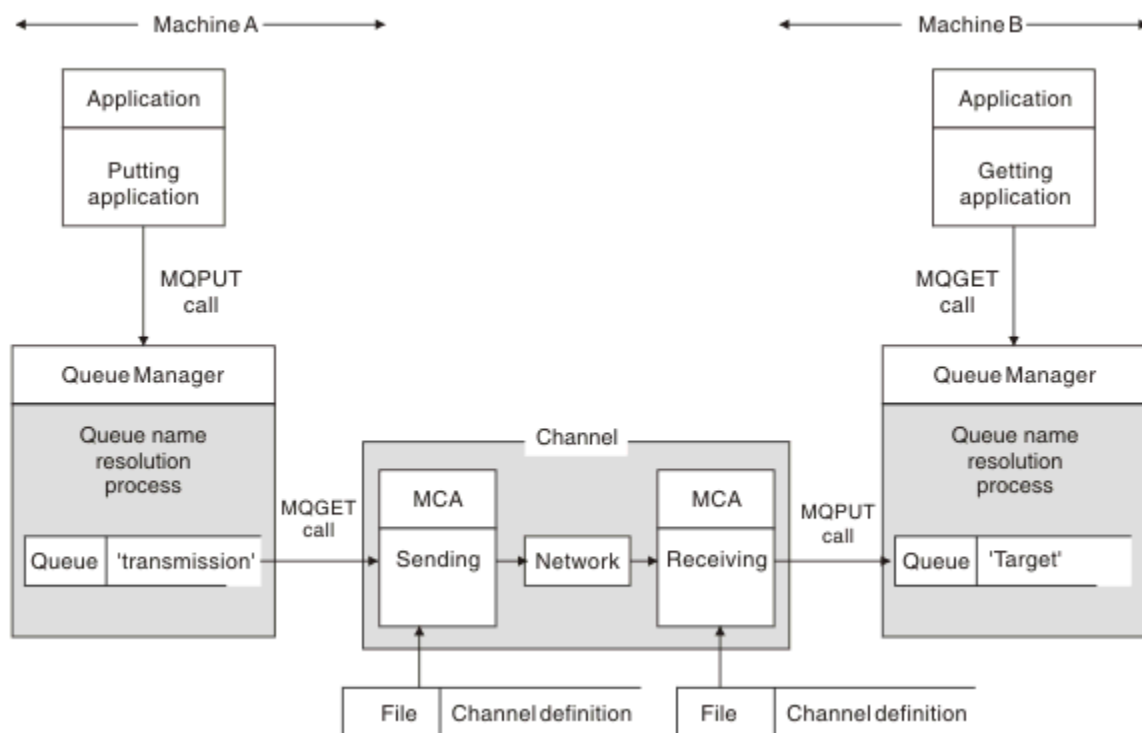 Machine A
Machine B
Application
Putting
application
Application
Getting
application
MQPUT
call
MQGET
call
Queue Manager
Queue name
resolution
process
Queue 'transmission'
MQGET
call
Channel
MCA
Sending
Network
MCA
Receiving
MQPUT
call
Queue Manager
Queue name
resolution
process
Queue 'Target'
File Channel definition
File Channel definition